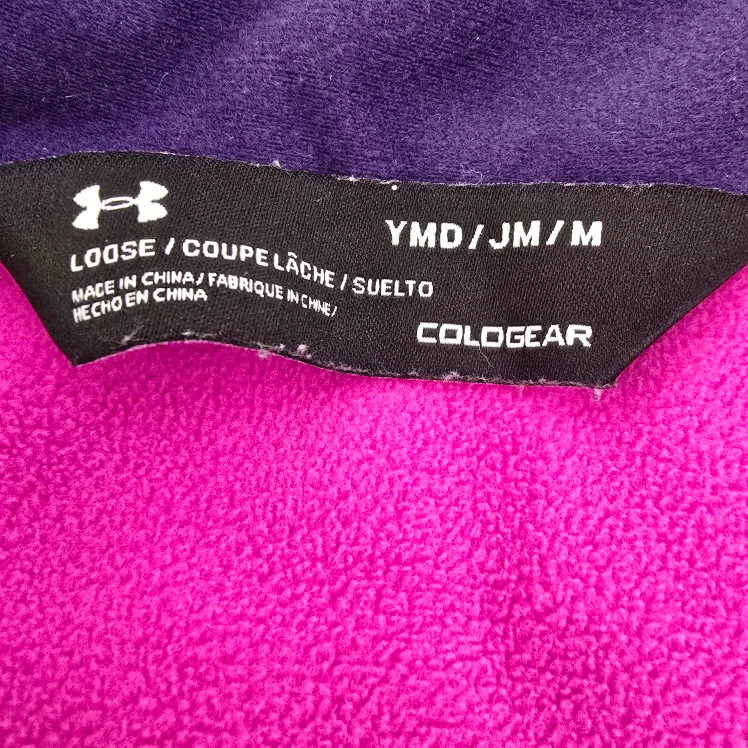 YMD / JM / M
LOOSE / COUPE LÂCHE / SUELTO
MADE IN CHINA / FABRIQUE IN CHINE /
HECHO EN CHINA
COLDGEAR